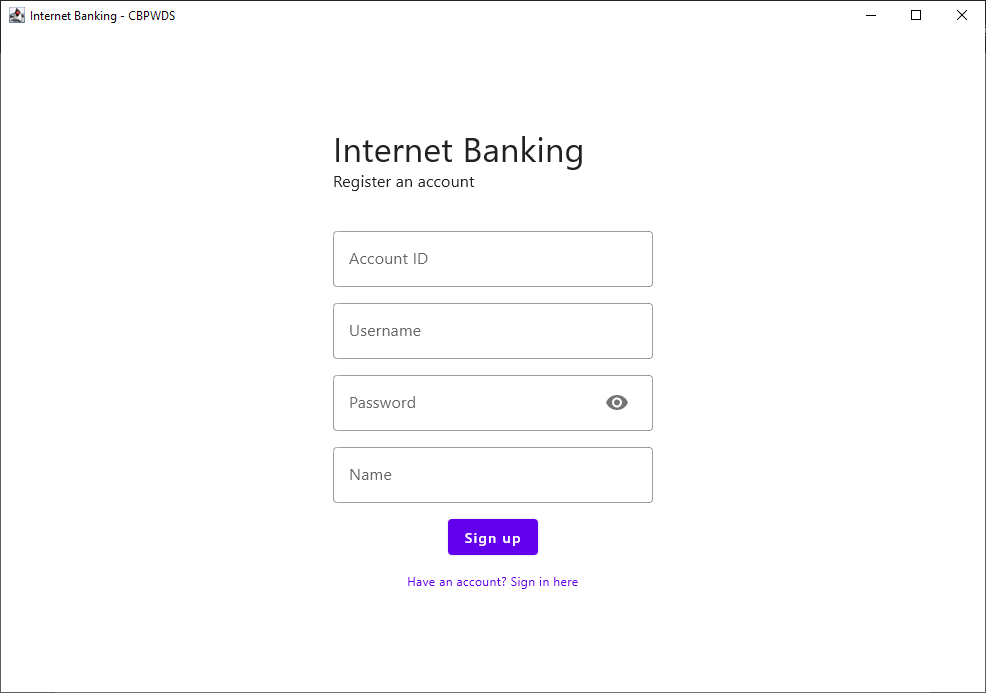 Internet Banking - CBPWDS
Internet Banking
Register an account
Account ID
Username
Password
Name
Sign up
Have an account? Sign in here